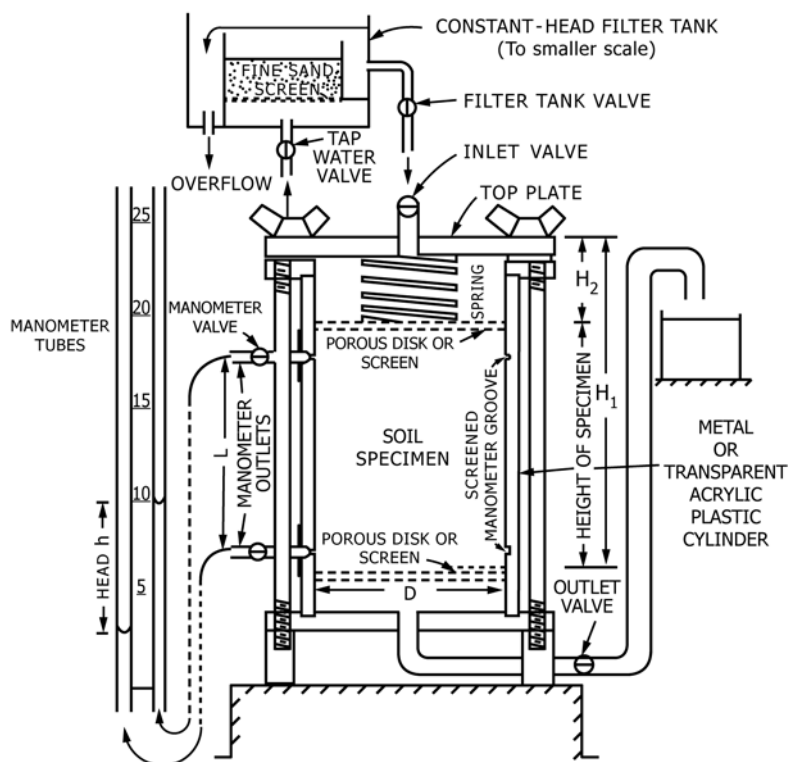 CONSTANT-HEAD FILTER TANK
(To smaller scale)
FINE SAND
SCREEN
FILTER TANK VALVE
TAP
WATER
VALVE
INLET VALVE
OVERFLOW
TOP PLATE
25
20
15
10
5
MANOMETER
TUBES
MANOMETER
VALVE
SPRING
H2
H1
POROUS DISK OR
SCREEN
L
MANOMETER
OUTLETS
SOIL
SPECIMEN
SCREENED
MANOMETER GROOVE
HEIGHT OF SPECIMEN
METAL
OR
TRANSPARENT
ACRYLIC
PLASTIC
CYLINDER
HEAD h
POROUS DISK OR
SCREEN
D
OUTLET
VALVE